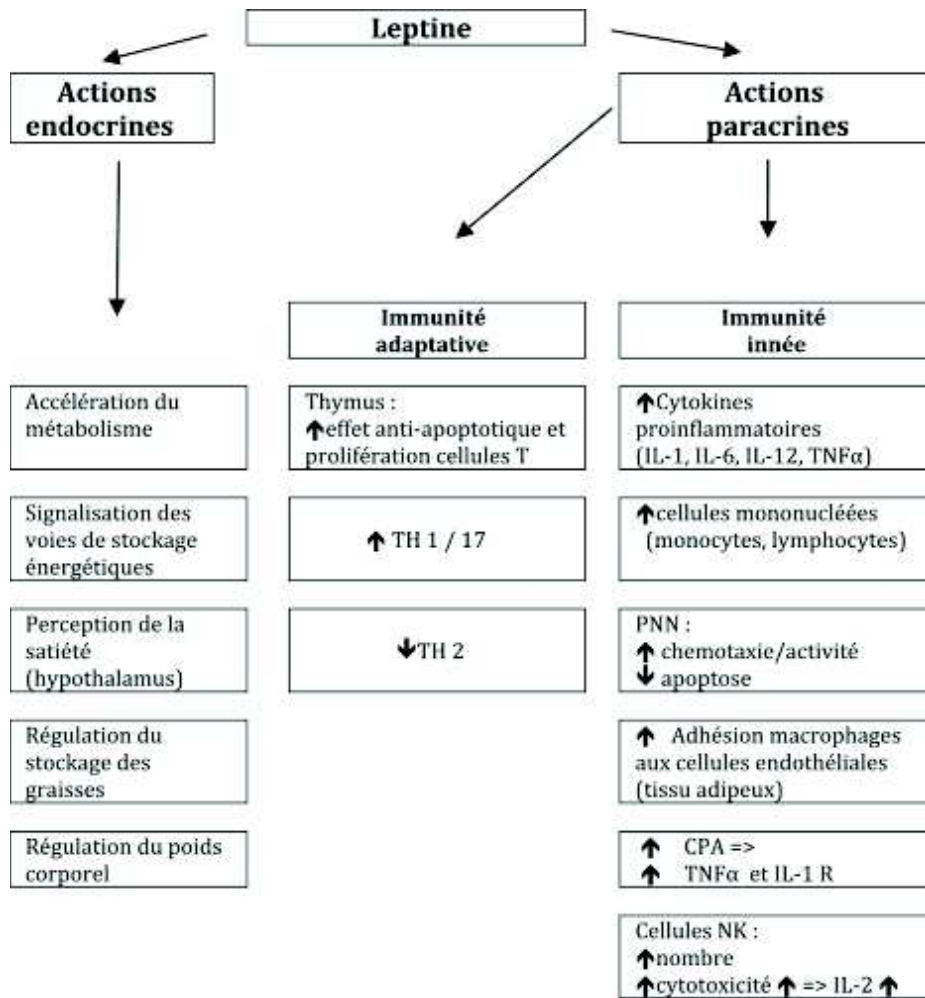 Leptine
Actions
endocrines
Actions
paracrines
Immunité
adaptative
Immunité
innée
Accélération du
métabolisme
Signalisation des
voies de stockage
énergétiques
Perception de la
satiété
(hypothalamus)
Régulation du
stockage des
graisses
Régulation du poids
corporel
Thymus :
↑effet anti-apoptotique et
prolifération cellules T
↑ TH 1 / 17
↓TH 2
↑Cytokines
proinflammatoires
(IL-1, IL-6, IL-12, TNFα)
↑cellules mononucléées
(monocytes, lymphocytes)
PNN :
↑ chemotaxie/activité
↓ apoptose
↑ Adhésion macrophages
aux cellules endothéliales
(tissu adipeux)
↑ CPA =>
↑ TNFα et IL-1 R
Cellules NK :
↑nombre
↑cytotoxicité ↑ => IL-2 ↑